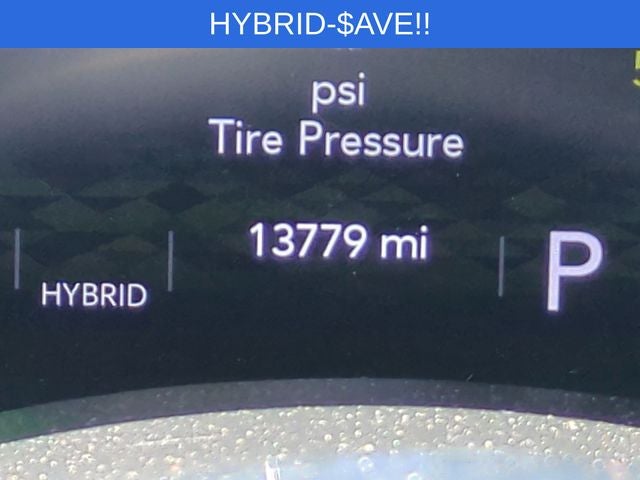 HYBRID-$AVE!!
psi
Tire Pressure
13779 mi
HYBRID
P